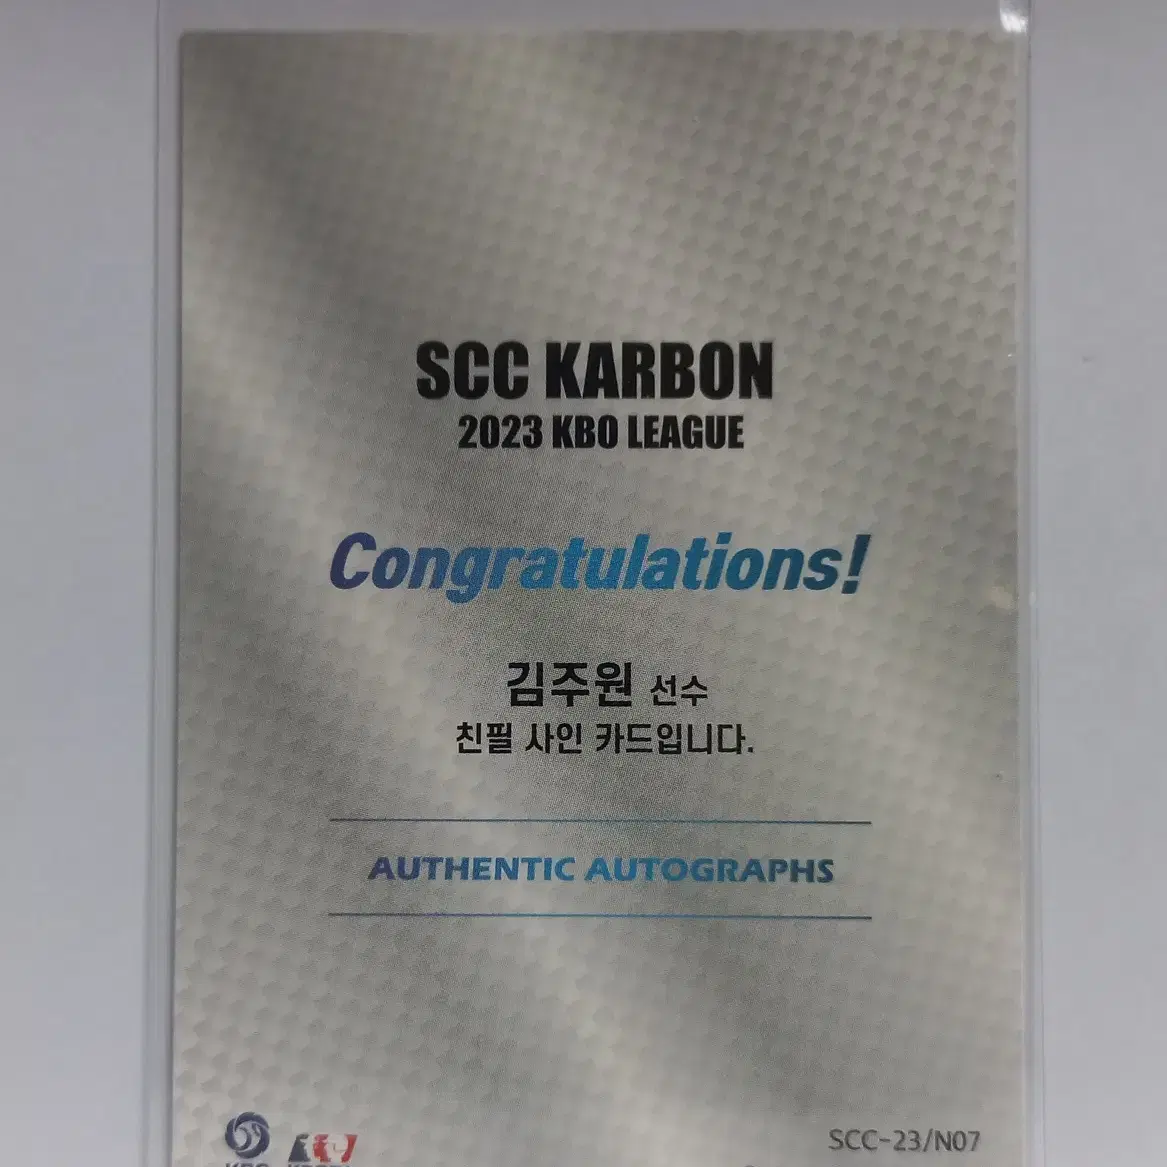 SCC KARBON
2023 KBO LEAGUE
Congratulations!
김주원 선수
친필 사인 카드입니다.
AUTHENTIC AUTOGRAPHS
SCC-23/N07